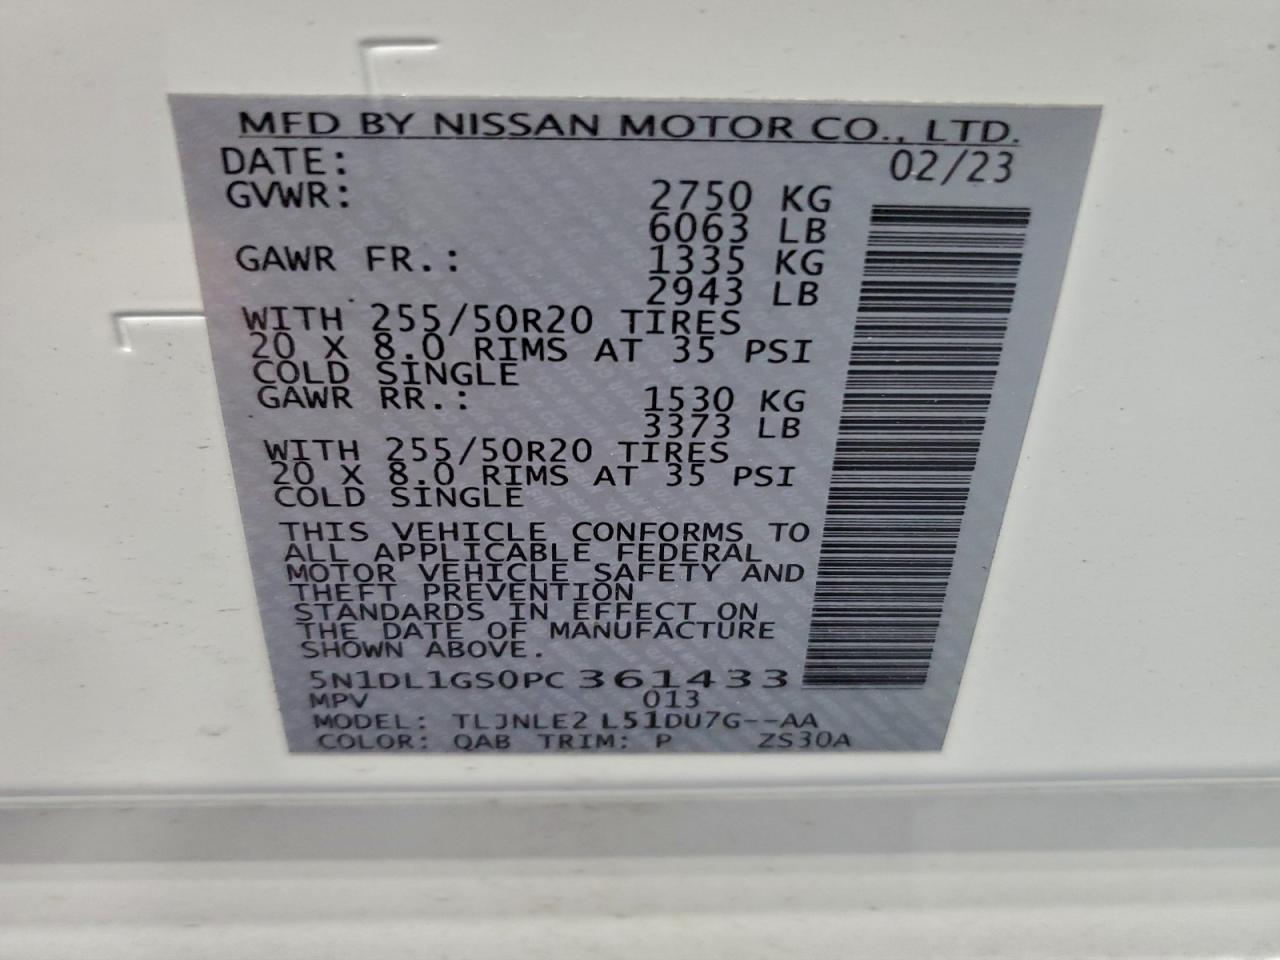 MFD BY NISSAN MOTOR CO., LTD.
DATE: 02/23
GVWR: 2750 KG
6063 LB
GAWR FR.: 1335 KG
2943 LB
WITH 255/50R20 TIRES
20 X 8.0 RIMS AT 35 PSI
COLD SINGLE
GAWR RR.: 1530 KG
3373 LB
WITH 255/50R20 TIRES
20 X 8.0 RIMS AT 35 PSI
COLD SINGLE
THIS VEHICLE CONFORMS TO
ALL APPLICABLE FEDERAL
MOTOR VEHICLE SAFETY AND
THEFT PREVENTION
STANDARDS IN EFFECT ON
THE DATE OF MANUFACTURE
SHOWN ABOVE.
5N1DL1GS0PC 361433
MPV 013
MODEL: TLJNLE2 L51DU7G--AA
COLOR: QAB TRIM: P ZS30A